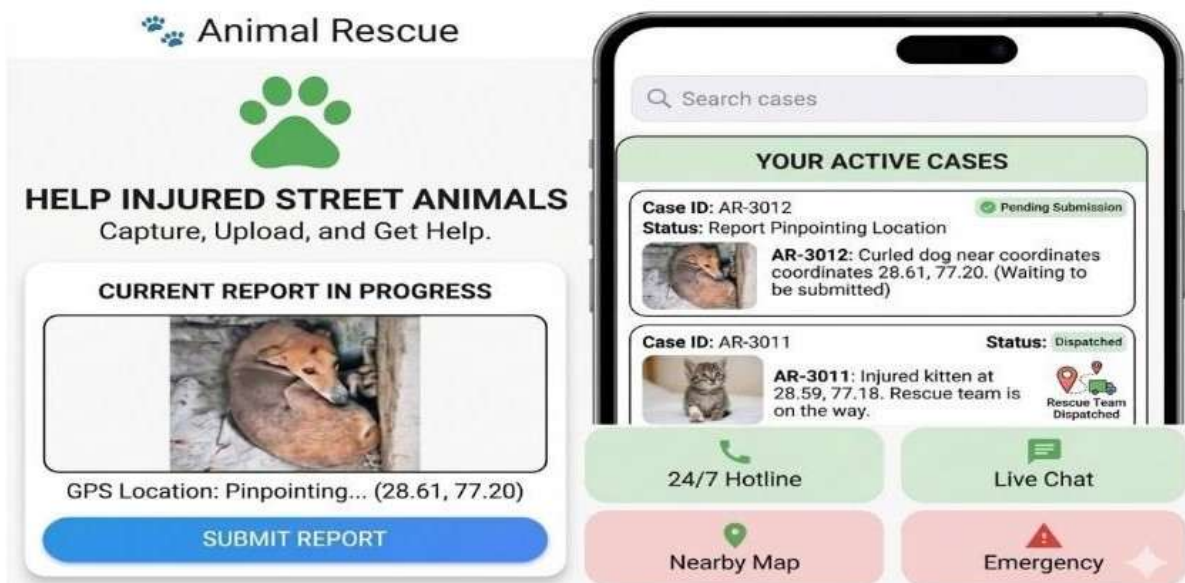 Animal Rescue
HELP INJURED STREET ANIMALS
Capture, Upload, and Get Help.
CURRENT REPORT IN PROGRESS
GPS Location: Pinpointing... (28.61, 77.20)
SUBMIT REPORT
Search cases
YOUR ACTIVE CASES
Case ID: AR-3012
Pending Submission
Status: Report Pinpointing Location
AR-3012: Curled dog near coordinates
coordinates 28.61, 77.20. (Waiting to
be submitted)
Case ID: AR-3011
Status: Dispatched
AR-3011: Injured kitten at
28.59, 77.18. Rescue team is
on the way.
Rescue Team
Dispatched
24/7 Hotline
Live Chat
Nearby Map
Emergency